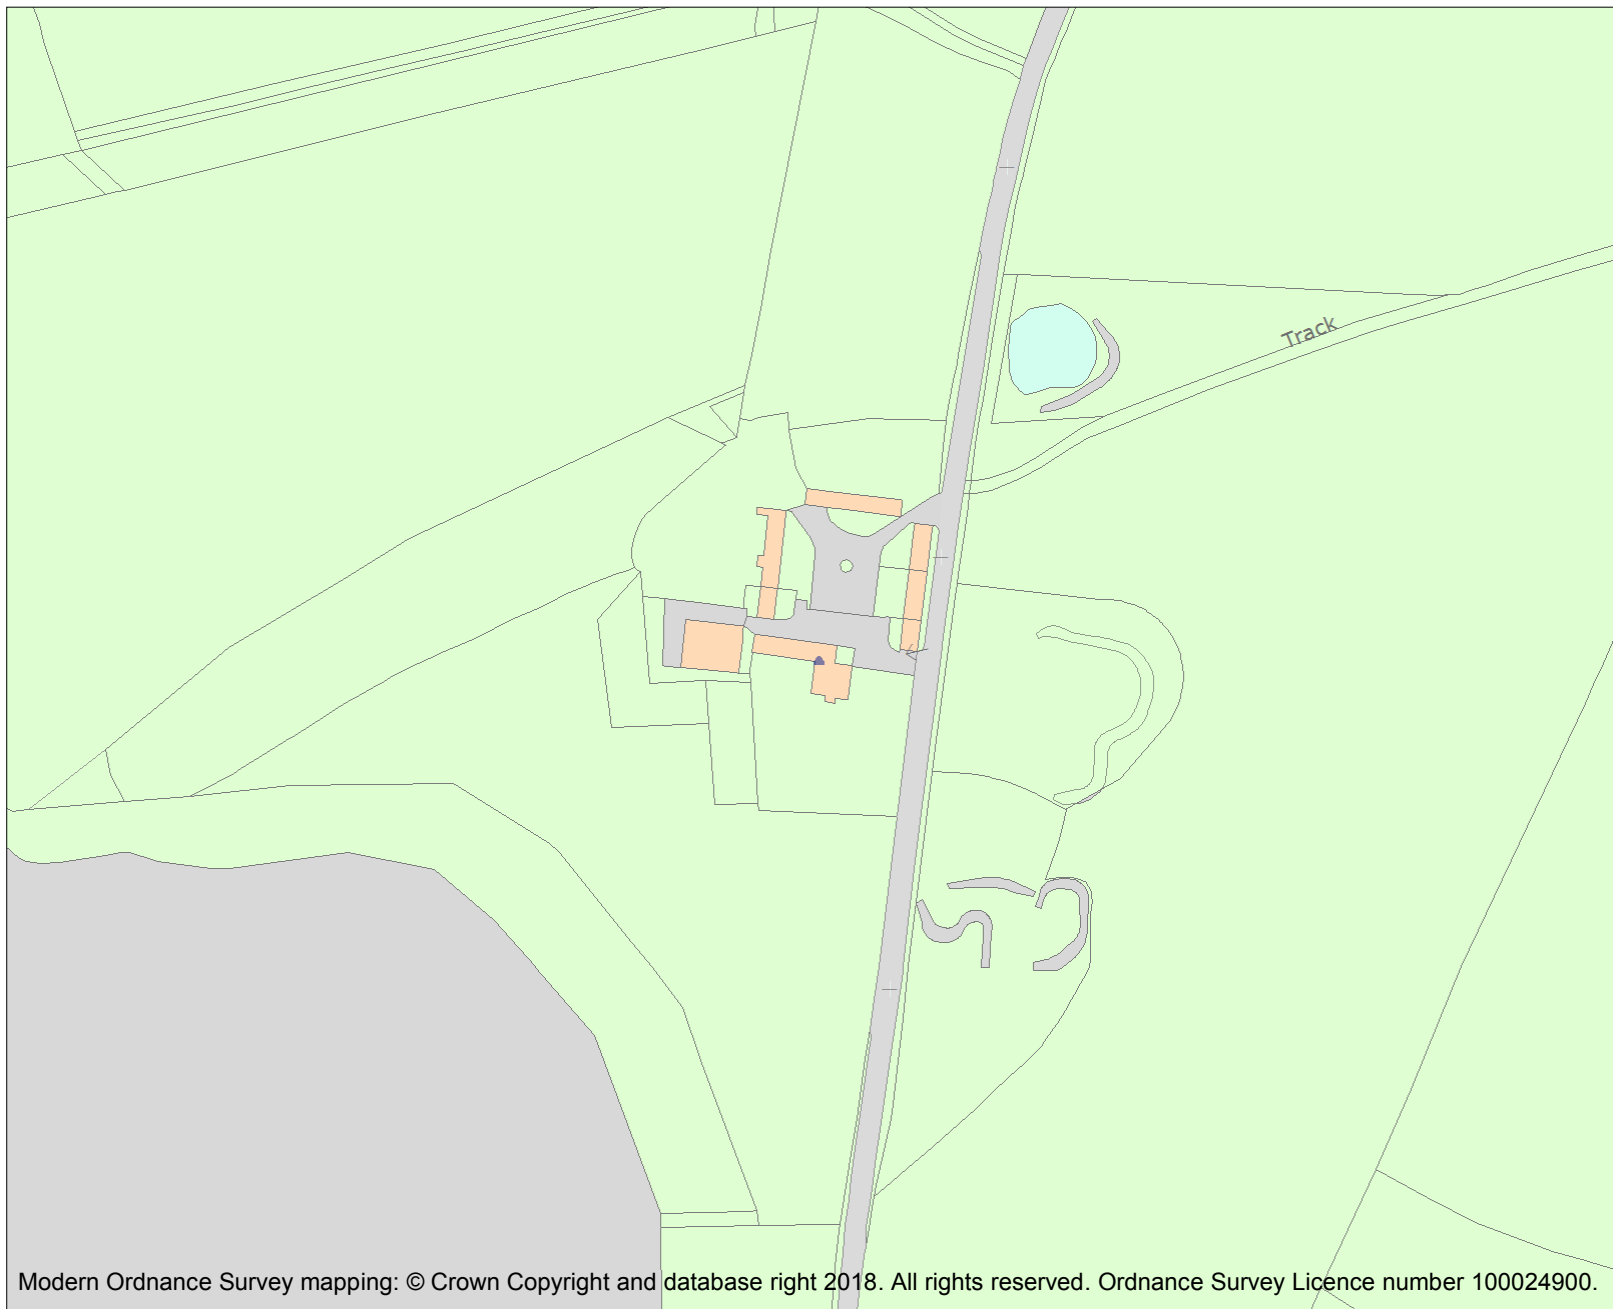 Track
Modern Ordnance Survey mapping: © Crown Copyright and database right 2018. All rights reserved. Ordnance Survey Licence number 100024900.